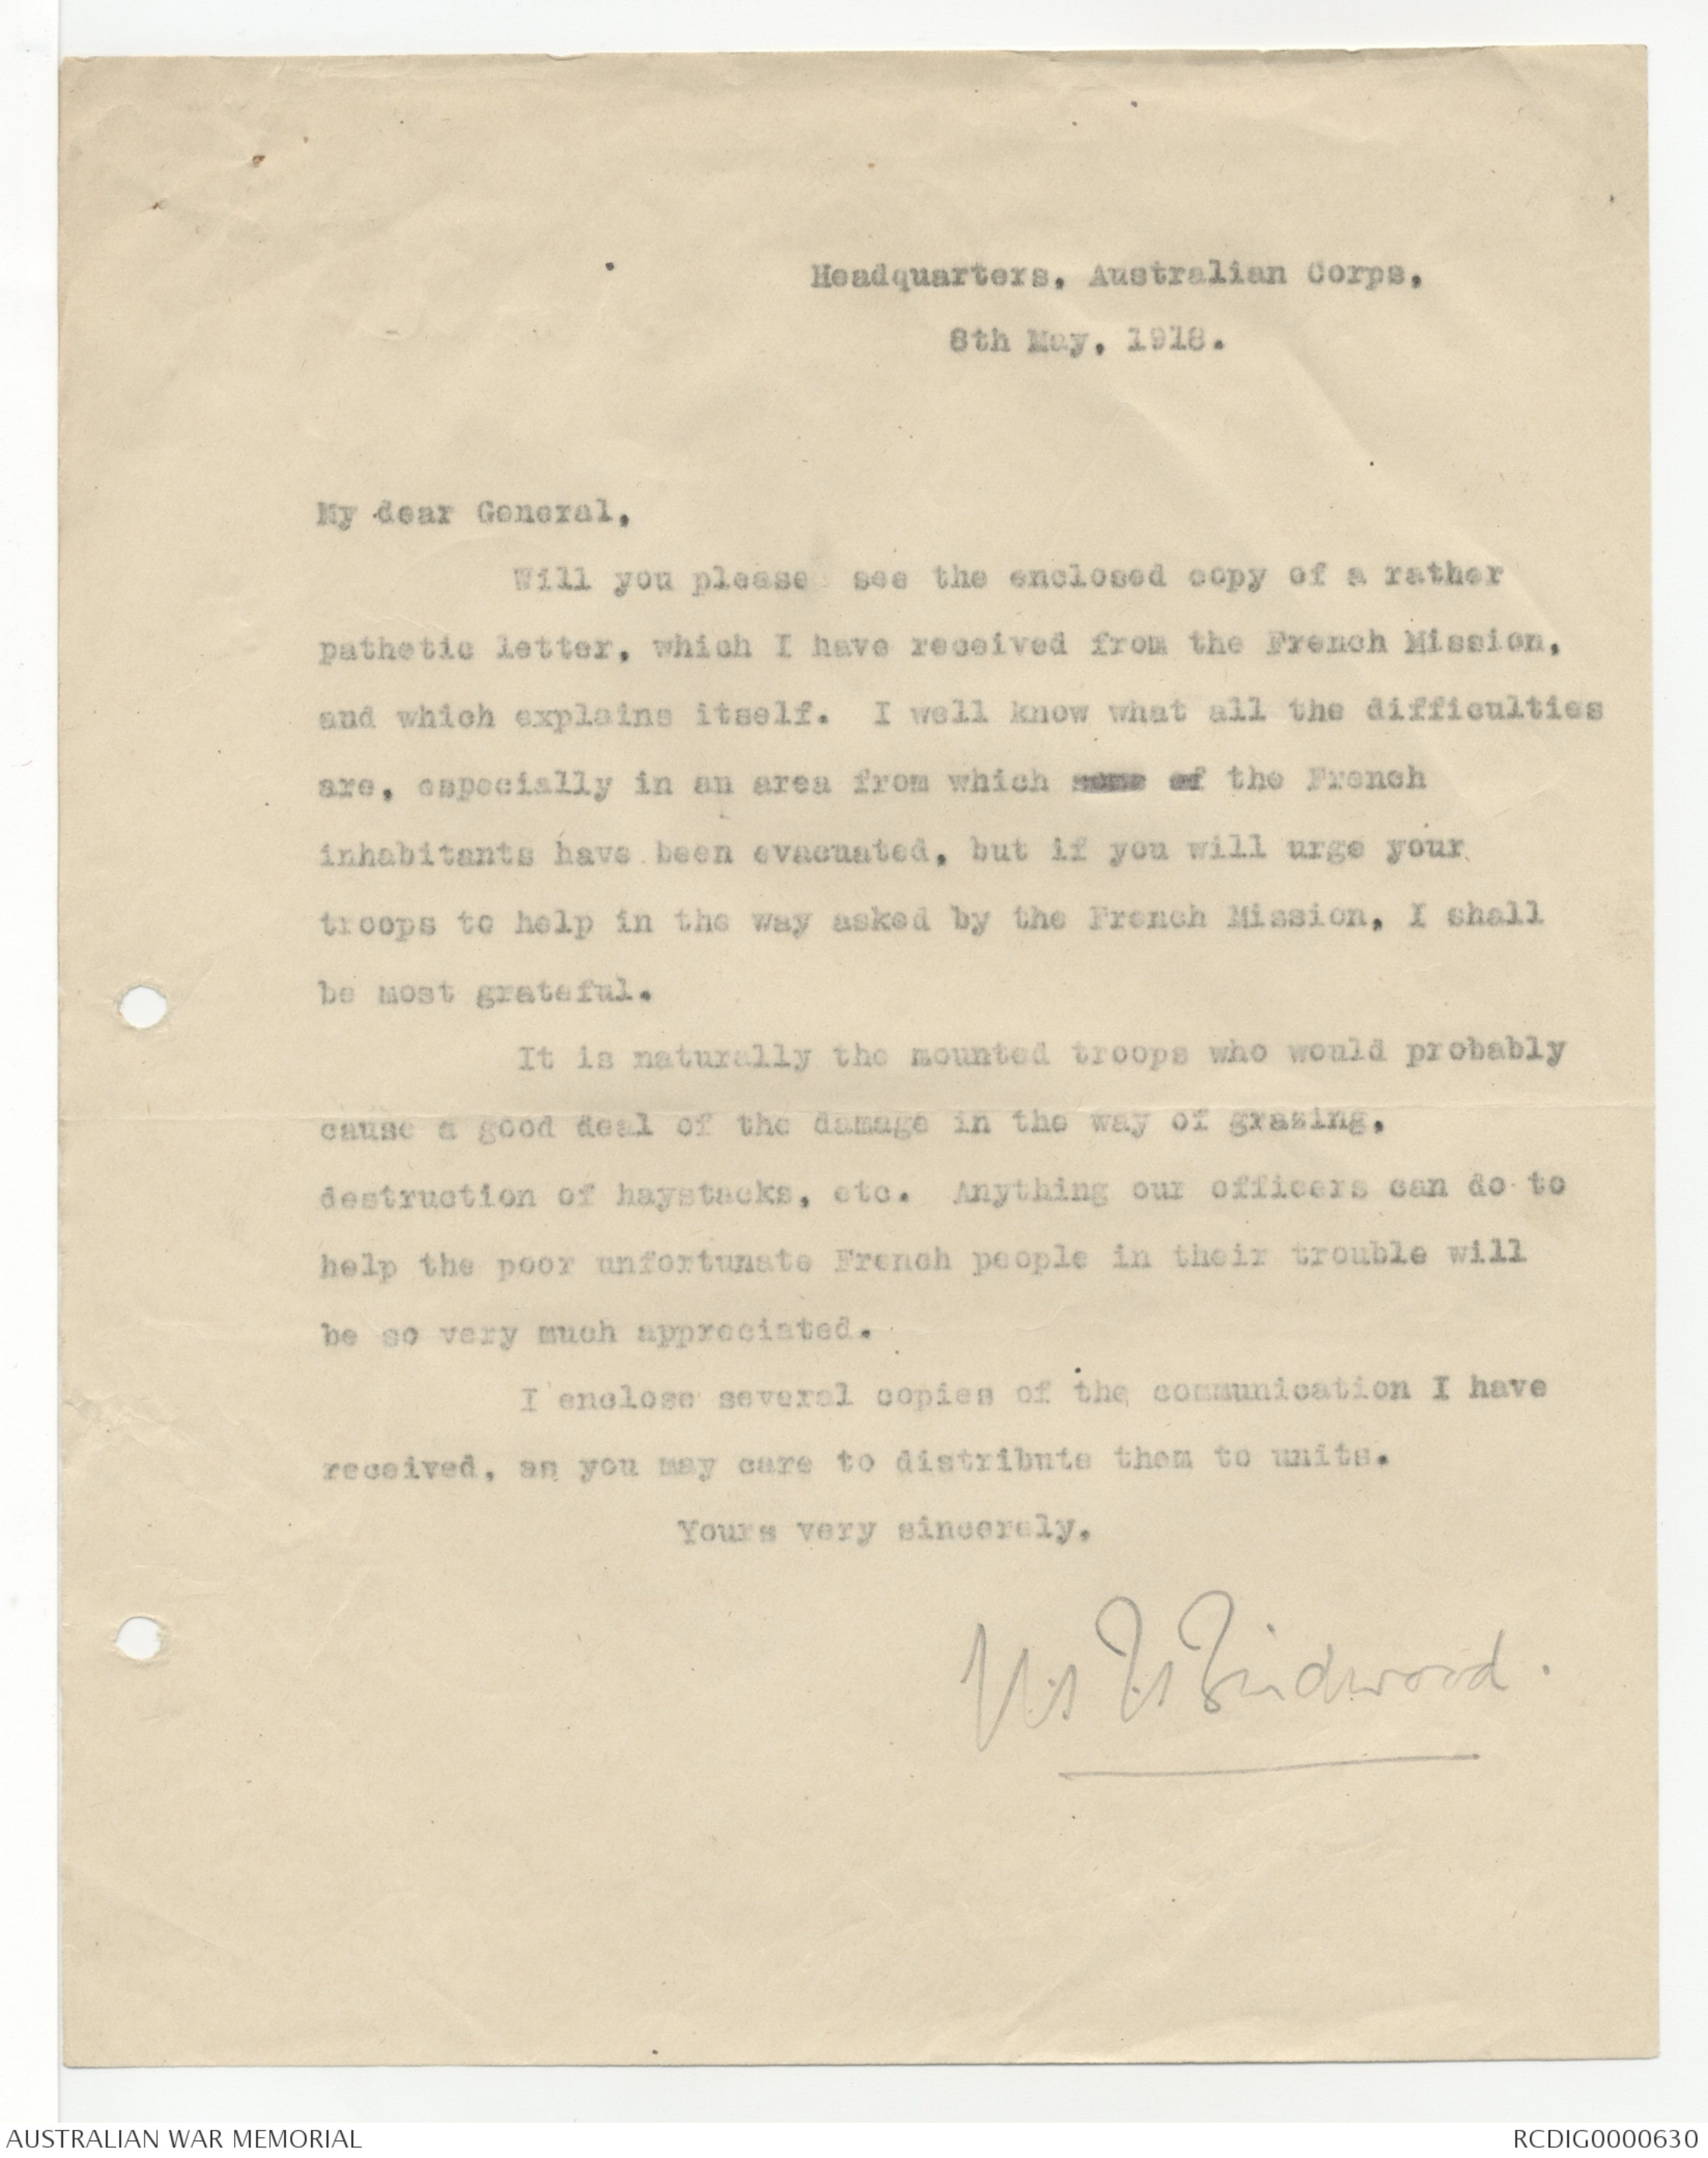 Headquarters, Australian Corps,
8th May, 1918.
My dear General,
Will you please see the enclosed copy of a rather
pathetic letter, which I have received from the French Mission,
and which explains itself. I well know what all the difficulties
are, especially in an area from which some of the French
inhabitants have been evacuated, but if you will urge your
troops to help in the way asked by the French Mission, I shall
be most grateful.
It is naturally the mounted troops who would probably
cause a good deal of the damage in the way of grazing,
destruction of haystacks, etc. Anything our officers can do to
help the poor unfortunate French people in their trouble will
be so very much appreciated.
I enclose several copies of the communication I have
received, as you may care to distribute them to units.
Yours very sincerely,
Birdwood.
AUSTRALIAN WAR MEMORIAL
RCDIG0000630